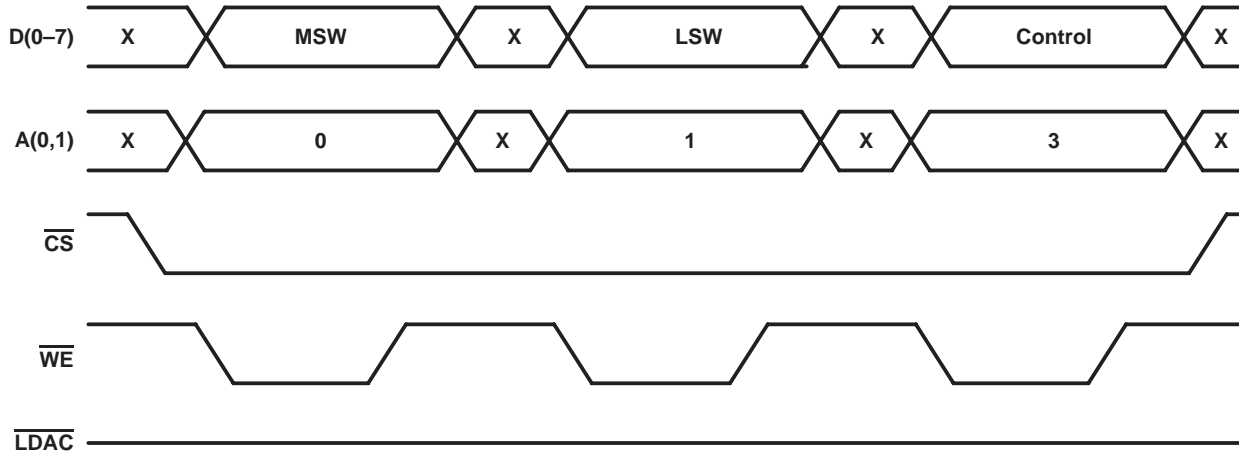 D(0–7) X MSW X LSW X Control X
A(0,1) X 0 X 1 X 3 X
CS
WE
LDAC